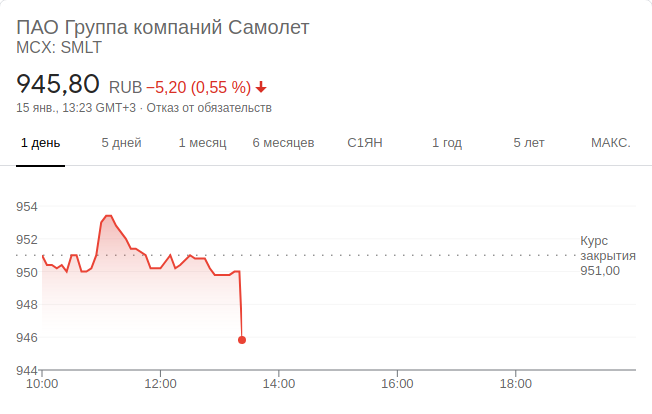 ПАО Группа компаний Самолет
MCX: SMLT
945,80 RUB −5,20 (0,55 %)
15 янв., 13:23 GMT+3 · Отказ от обязательств
1 день 5 дней 1 месяц 6 месяцев С1ЯН 1 год 5 лет МАКС.
954
952
Курс
закрытия
951,00
950
948
946
944
10:00 12:00 14:00 16:00 18:00